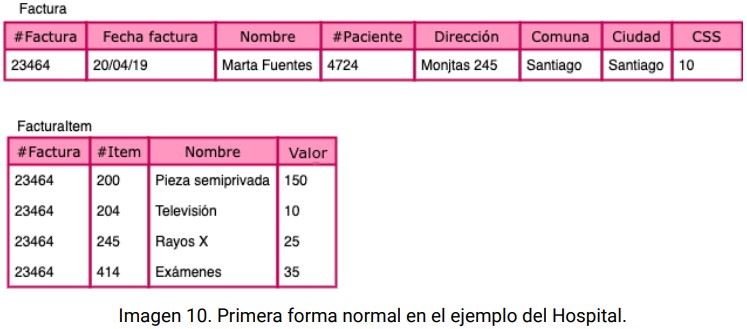 Factura
#Factura Fecha factura Nombre #Paciente Dirección Comuna Ciudad CSS
23464 20/04/19 Marta Fuentes 4724 Monjtas 245 Santiago Santiago 10
FacturaItem
#Factura #Item Nombre Valor
23464 200 Pieza semiprivada 150
23464 204 Televisión 10
23464 245 Rayos X 25
23464 414 Exámenes 35
Imagen 10. Primera forma normal en el ejemplo del Hospital.